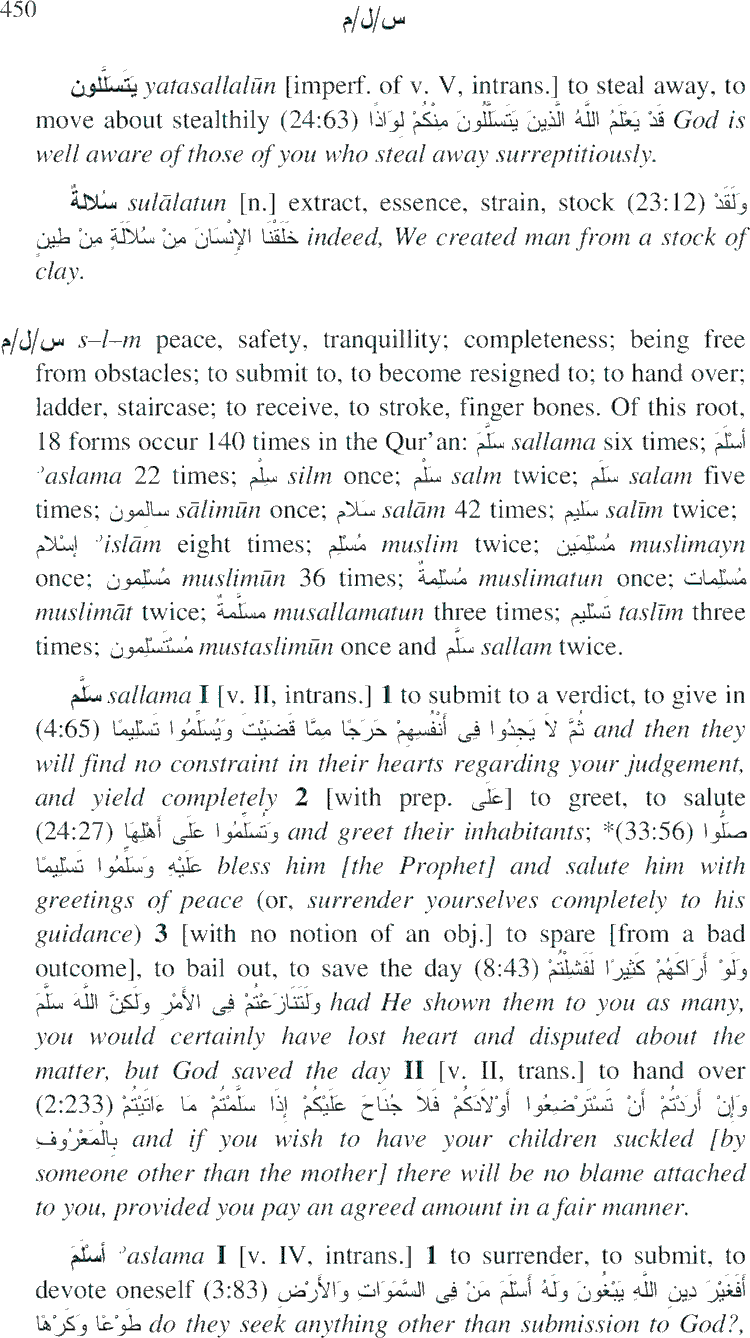 450
س/ل/م
يَتَسَلَّلُون yatasallalūn [imperf. of v. V, intrans.] to steal away, to
move about stealthily (24:63) قَدْ يَعْلَمُ اللَّهُ الَّذِينَ يَتَسَلَّلُونَ مِنْكُمْ لِوَاذًا God is
well aware of those of you who steal away surreptitiously.
سُلالةٌ sulālatun [n.] extract, essence, strain, stock (23:12) وَلَقَدْ
خَلَقْنَا الإِنْسَانَ مِنْ سُلاَلَةٍ مِنْ طِينٍ indeed, We created man from a stock of
clay.
س/ل/م s–l–m peace, safety, tranquillity; completeness; being free
from obstacles; to submit to, to become resigned to; to hand over;
ladder, staircase; to receive, to stroke, finger bones. Of this root,
18 forms occur 140 times in the Qur'an: سَلَّمَ sallama six times; أَسْلَمَ
ʾaslama 22 times; سِلْم silm once; سَلْم salm twice; سَلَم salam five
times; سالِمون sālimūn once; سَلام salām 42 times; سَلِيم salīm twice;
إسْلام ʾislām eight times; مُسْلِم muslim twice; مُسْلِمَيْن muslimayn
once; مُسْلِمون muslimūn 36 times; مُسْلِمةٌ muslimatun once; مُسْلِمات
muslimāt twice; مسلَّمةٌ musallamatun three times; تَسْلِيم taslīm three
times; مُسْتَسْلِمون mustaslimūn once and سلَّم sallam twice.
سلَّم sallama I [v. II, intrans.] 1 to submit to a verdict, to give in
(4:65) ثُمَّ لاَ يَجِدُوا فِى أَنْفُسِهِمْ حَرَجًا مِمَّا قَضَيْتَ وَيُسَلِّمُوا تَسْلِيمًا and then they
will find no constraint in their hearts regarding your judgement,
and yield completely 2 [with prep. عَلَى] to greet, to salute
(24:27) وَتُسَلِّمُوا عَلَى أَهْلِهَا and greet their inhabitants; *(33:56) صَلُّوا
عَلَيْهِ وَسَلِّمُوا تَسْلِيمًا bless him [the Prophet] and salute him with
greetings of peace (or, surrender yourselves completely to his
guidance) 3 [with no notion of an obj.] to spare [from a bad
outcome], to bail out, to save the day (8:43) وَلَوْ أَرَاكَهُمْ كَثِيرًا لَفَشِلْتُمْ
وَلَتَنَازَعْتُمْ فِى الأَمْرِ وَلَكِنَّ اللَّهَ سَلَّمَ had He shown them to you as many,
you would certainly have lost heart and disputed about the
matter, but God saved the day II [v. II, trans.] to hand over
(2:233) وَإِنْ أَرَدْتُمْ أَنْ تَسْتَرْضِعُوا أَوْلاَدَكُمْ فَلاَ جُنَاحَ عَلَيْكُمْ إِذَا سَلَّمْتُمْ مَا ءَاتَيْتُمْ
بِالْمَعْرُوفِ and if you wish to have your children suckled [by
someone other than the mother] there will be no blame attached
to you, provided you pay an agreed amount in a fair manner.
أَسْلَمَ ʾaslama I [v. IV, intrans.] 1 to surrender, to submit, to
devote oneself (3:83) أَفَغَيْرَ دِينِ اللَّهِ يَبْغُونَ وَلَهُ أَسْلَمَ مَنْ فِى السَّمَوَاتِ وَالأَرْضِ
طَوْعًا وَكَرْهًا do they seek anything other than submission to God?,